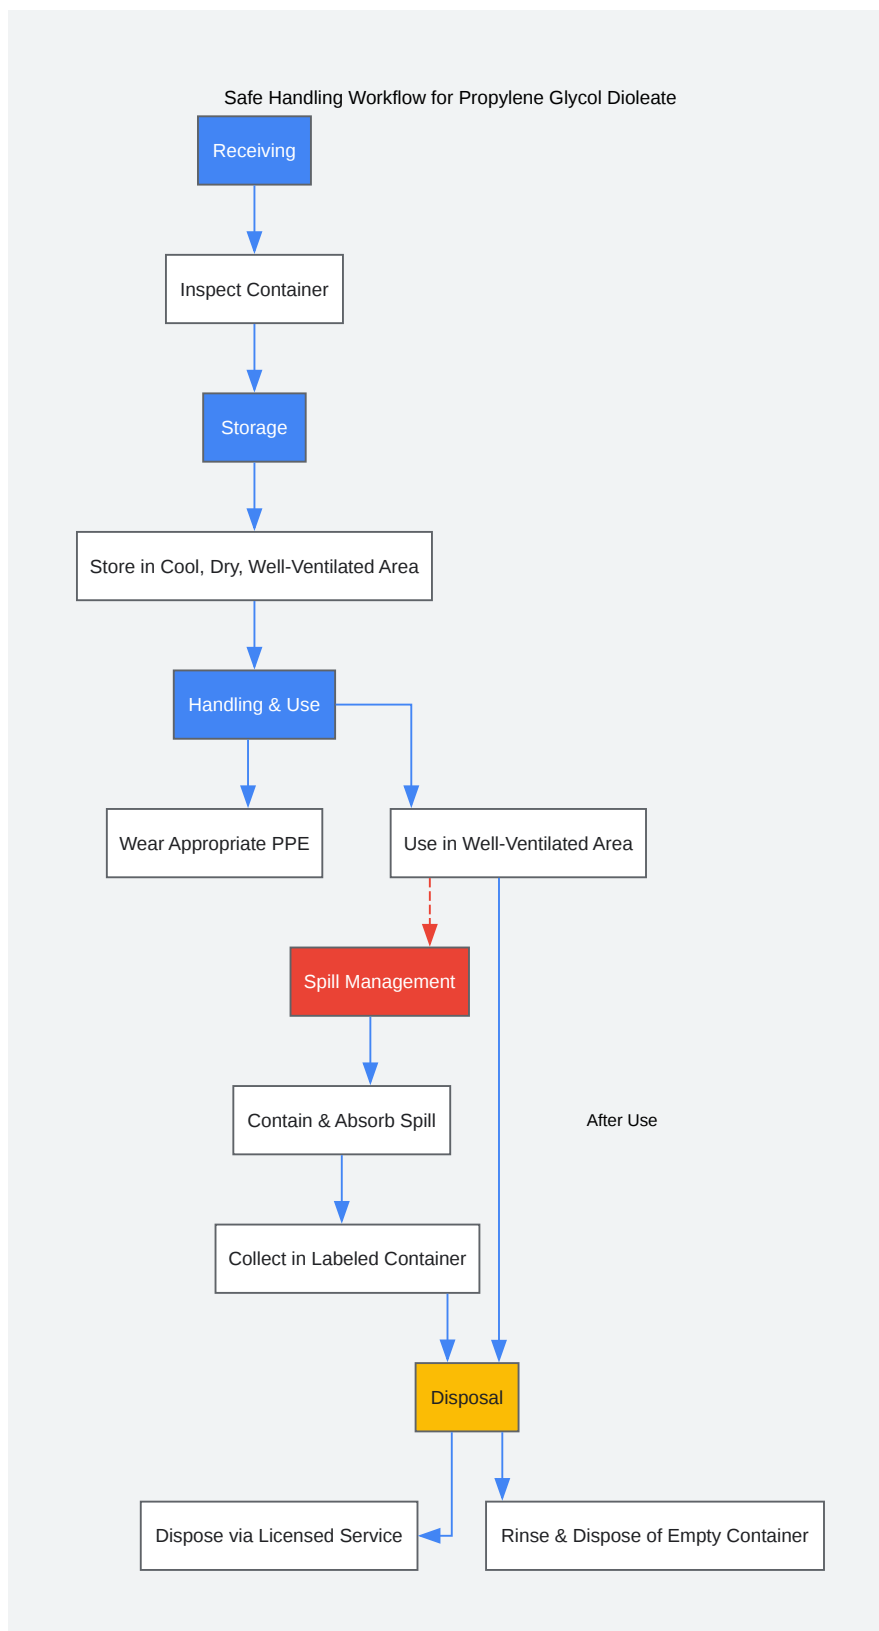 Safe Handling Workflow for Propylene Glycol Dioleate
Receiving
Inspect Container
Storage
Store in Cool, Dry, Well-Ventilated Area
Handling & Use
Wear Appropriate PPE
Use in Well-Ventilated Area
Spill Management
Contain & Absorb Spill
After Use
Collect in Labeled Container
Disposal
Dispose via Licensed Service
Rinse & Dispose of Empty Container